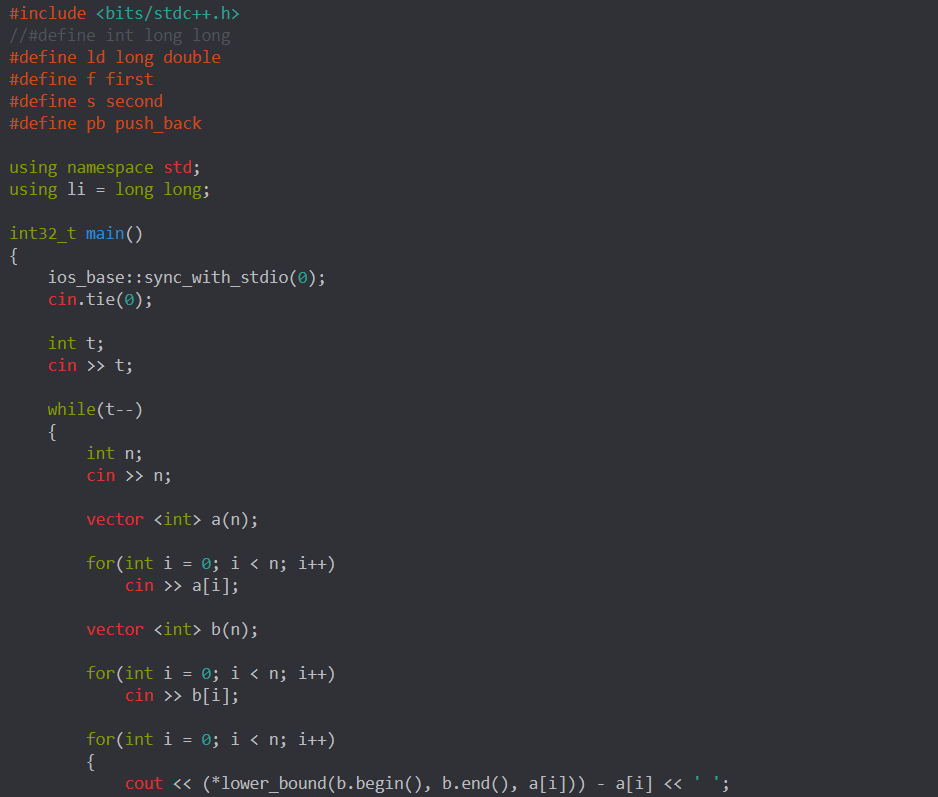 #include <bits/stdc++.h>
//#define int long long
#define ld long double
#define f first
#define s second
#define pb push_back
using namespace std;
using li = long long;
int32_t main()
{
    ios_base::sync_with_stdio(0);
    cin.tie(0);
    int t;
    cin >> t;
    while(t--)
    {
        int n;
        cin >> n;
        vector <int> a(n);
        for(int i = 0; i < n; i++)
            cin >> a[i];
        vector <int> b(n);
        for(int i = 0; i < n; i++)
            cin >> b[i];
        for(int i = 0; i < n; i++)
        {
            cout << (*lower_bound(b.begin(), b.end(), a[i])) - a[i] << ' ';